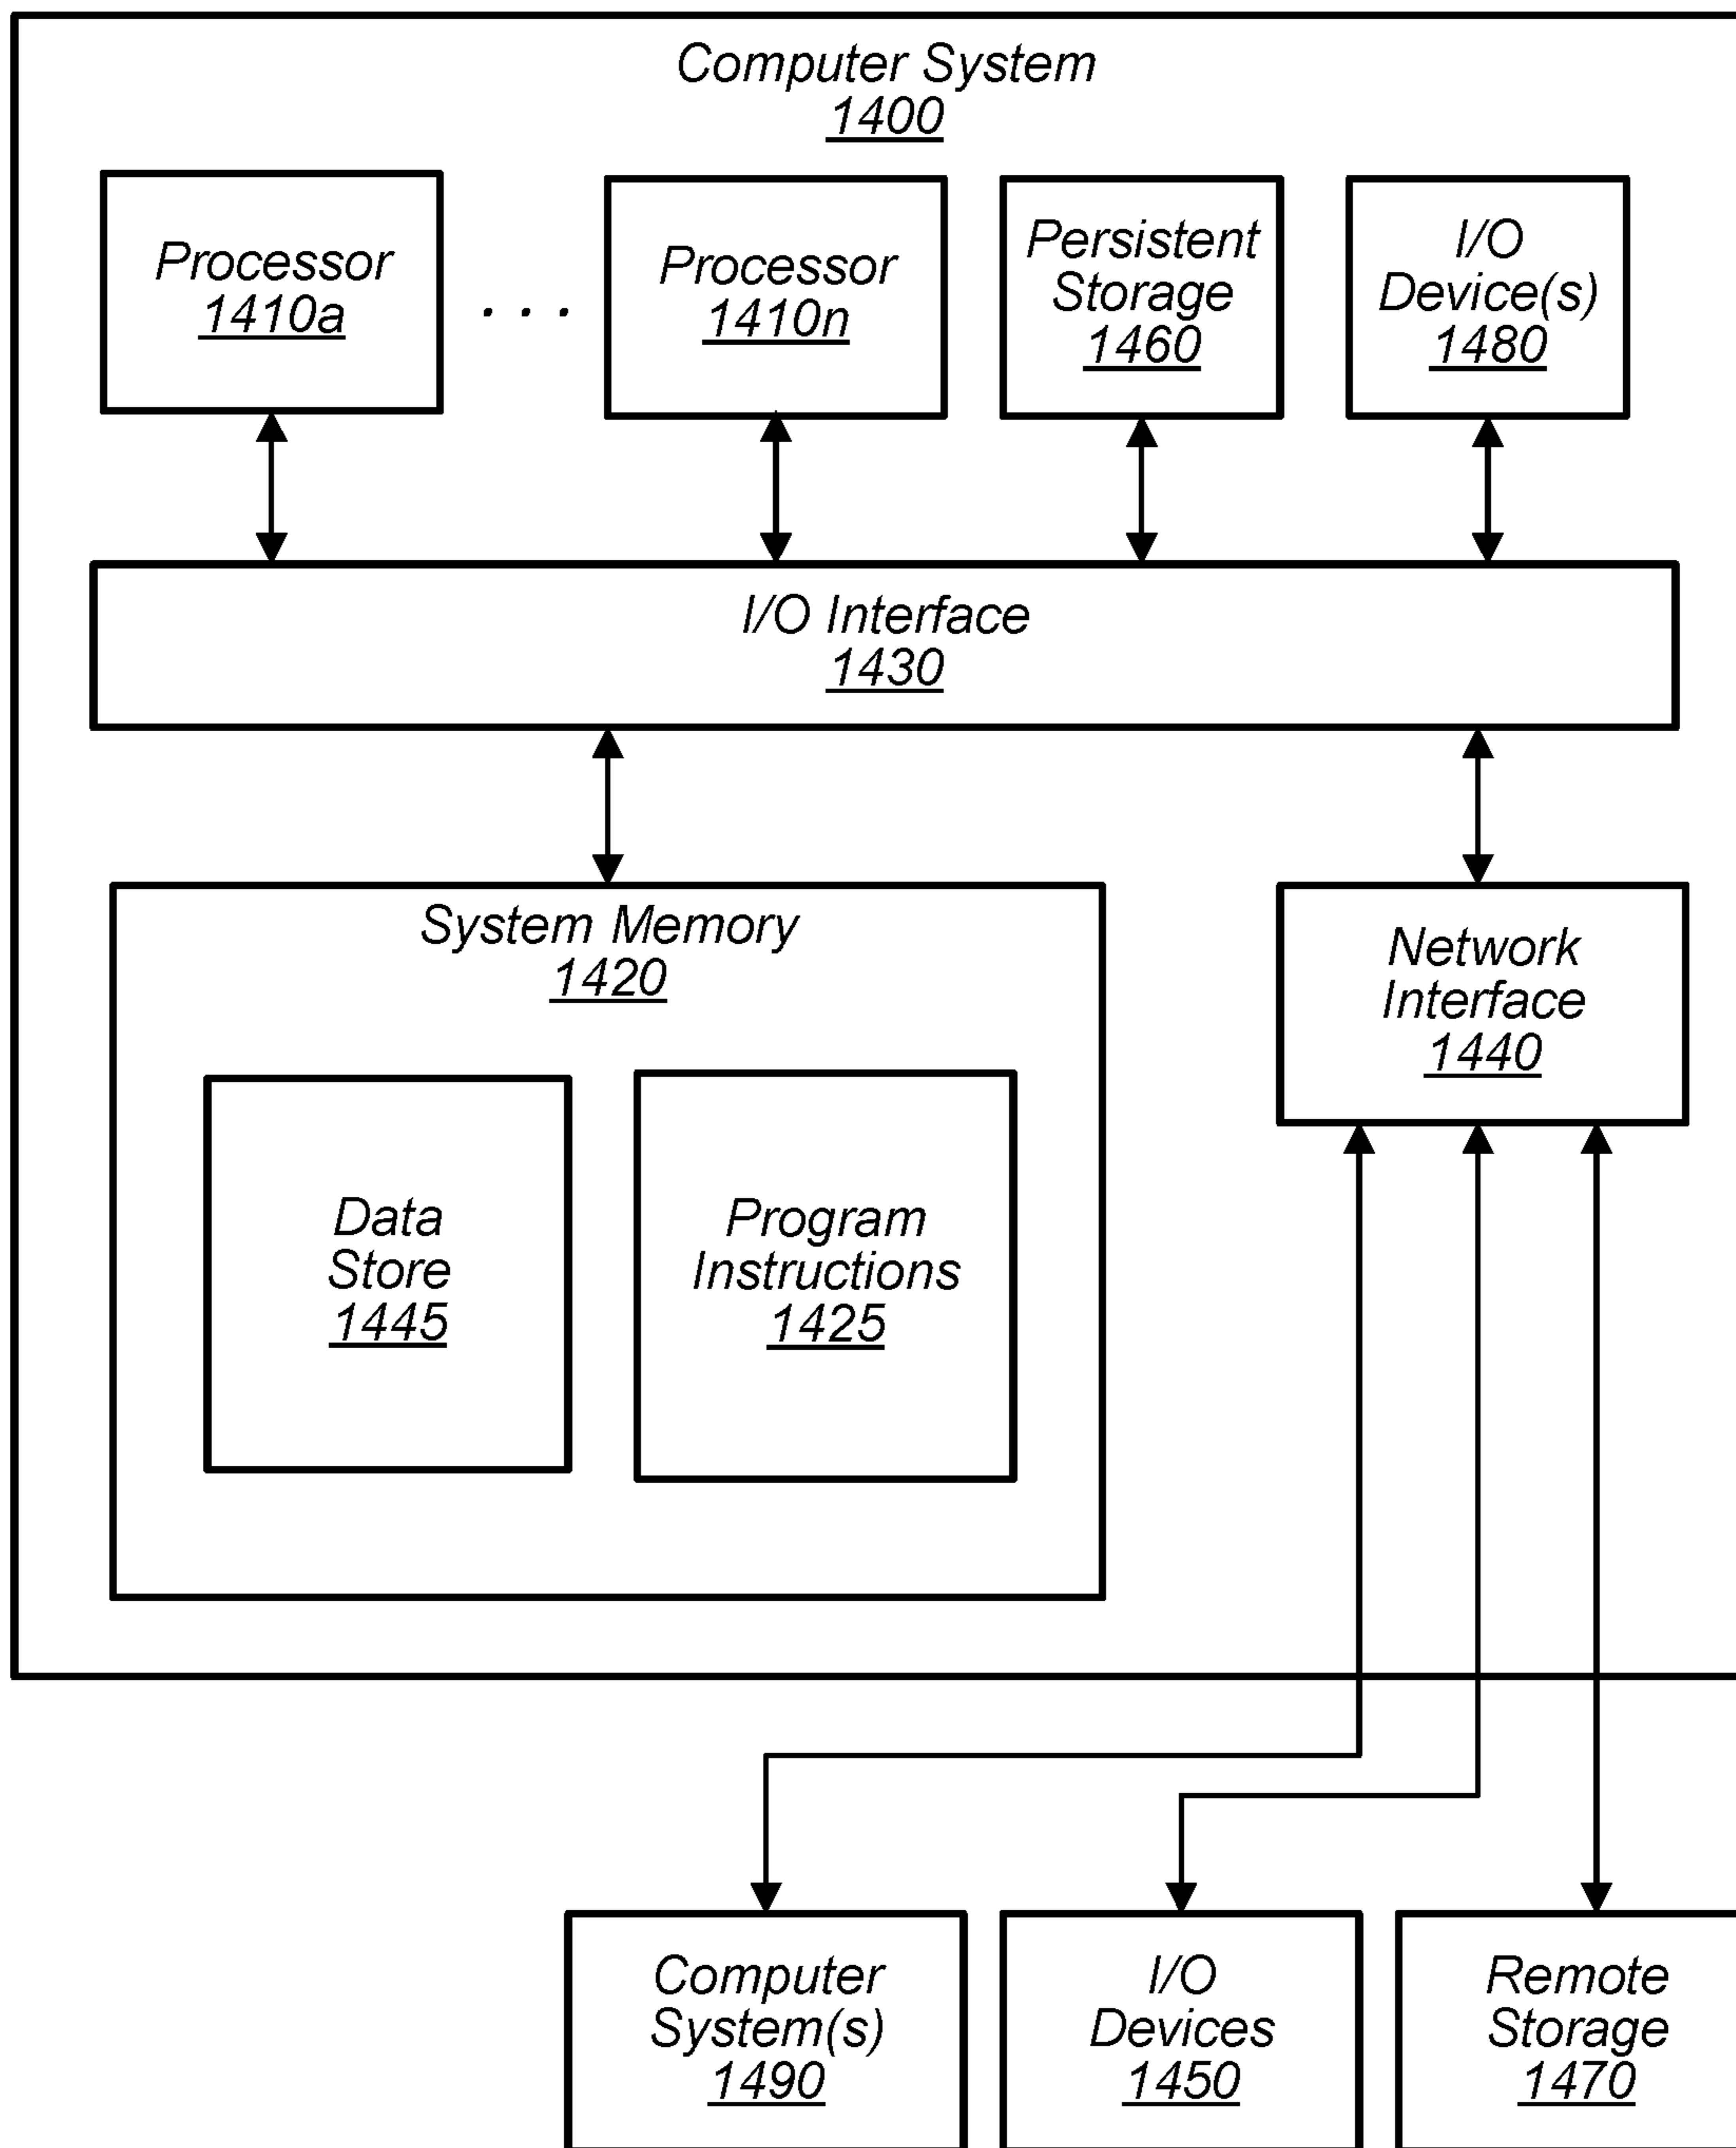 Computer System
1400
Processor
1410a
. . .
Processor
1410n
Persistent
Storage
1460
I/O
Device(s)
1480
I/O Interface
1430
System Memory
1420
Data
Store
1445
Program
Instructions
1425
Network
Interface
1440
Computer
System(s)
1490
I/O
Devices
1450
Remote
Storage
1470